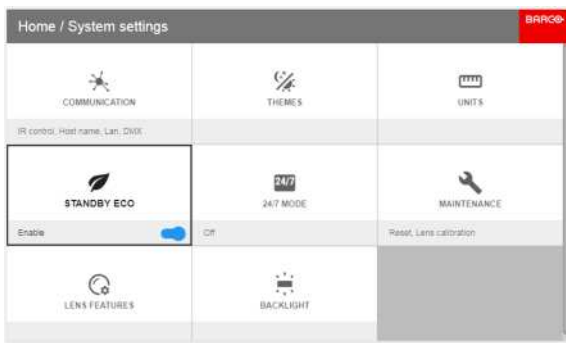 Home / System settings
BARCO
COMMUNICATION
THEMES
UNITS
IR control, Host name, Lan, DMX
STANDBY ECO
24/7
24/7 MODE
MAINTENANCE
Enable
Off
Reset, Lens calibration
LENS FEATURES
BACKLIGHT